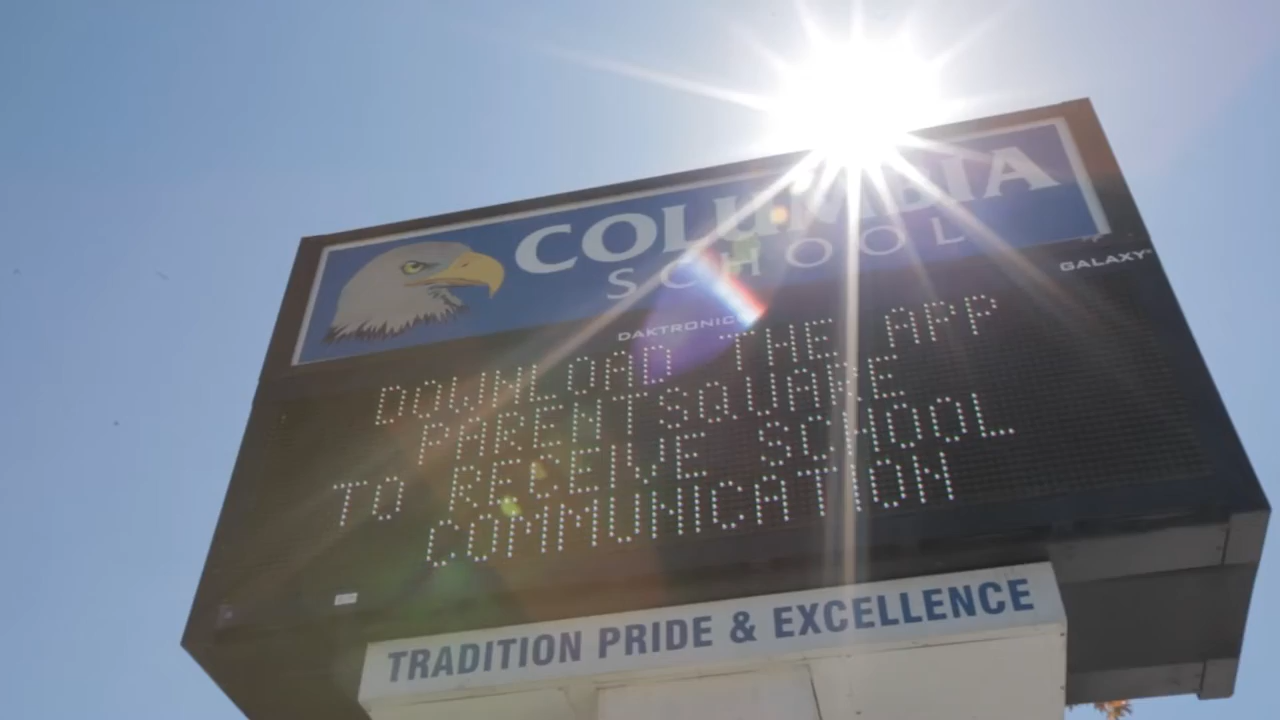 COLUMBIA
SCHOOL
GALAXY
DAKTRONICS
DOWNLOAD THE APP
PARENTSQUARE
TO RECEIVE SCHOOL
COMMUNICATION
TRADITION PRIDE & EXCELLENCE